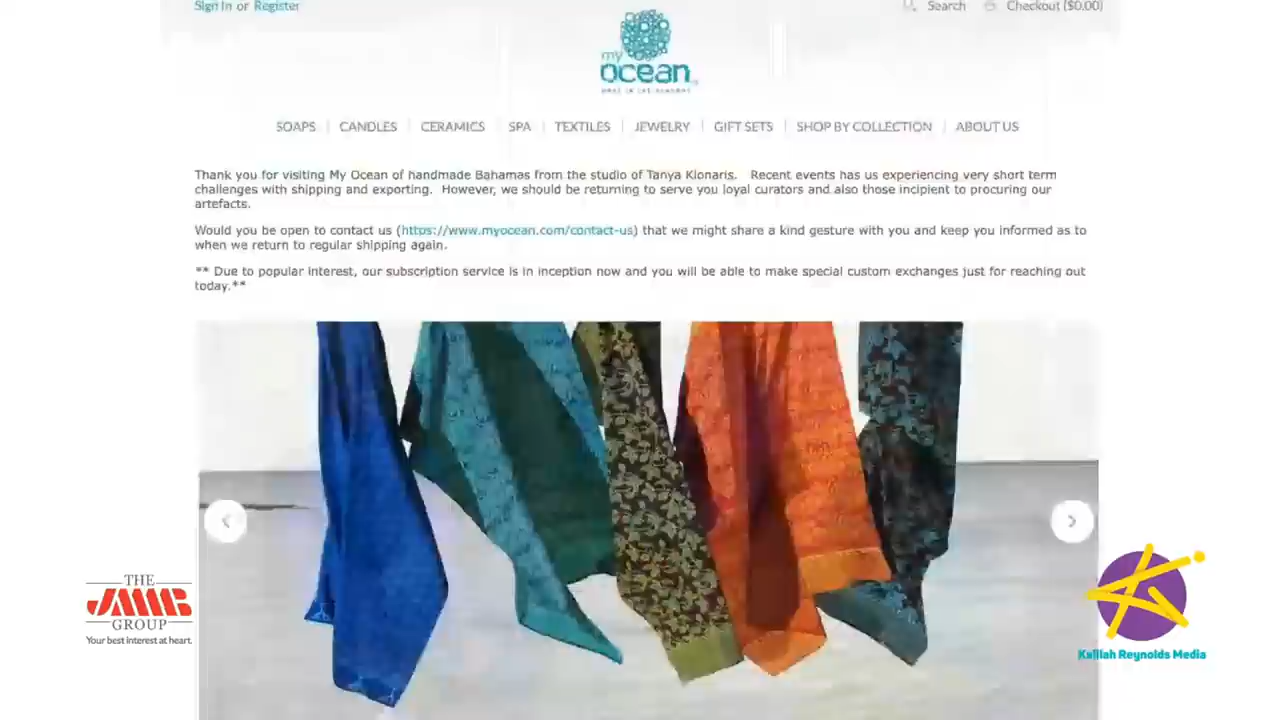 Sign In or Register
Search
Checkout ($0.00)
my
ocean
SOAPS
CANDLES
CERAMICS
SPA
TEXTILES
JEWELRY
GIFT SETS
SHOP BY COLLECTION
ABOUT US
Thank you for visiting My Ocean of handmade Bahamas from the studio of Tanya Klonaris. Recent events has us experiencing very short term
challenges with shipping and exporting. However, we should be returning to serve you loyal curators and also those incipient to procuring our
artefacts.
Would you be open to contact us (https://www.myocean.com/contact-us) that we might share a kind gesture with you and keep you informed as to
when we return to regular shipping again.
** Due to popular interest, our subscription service is in inception now and you will be able to make special custom exchanges just for reaching out
today.**
THE
JMMB
GROUP
Your best interest at heart.
Kalilah Reynolds Media